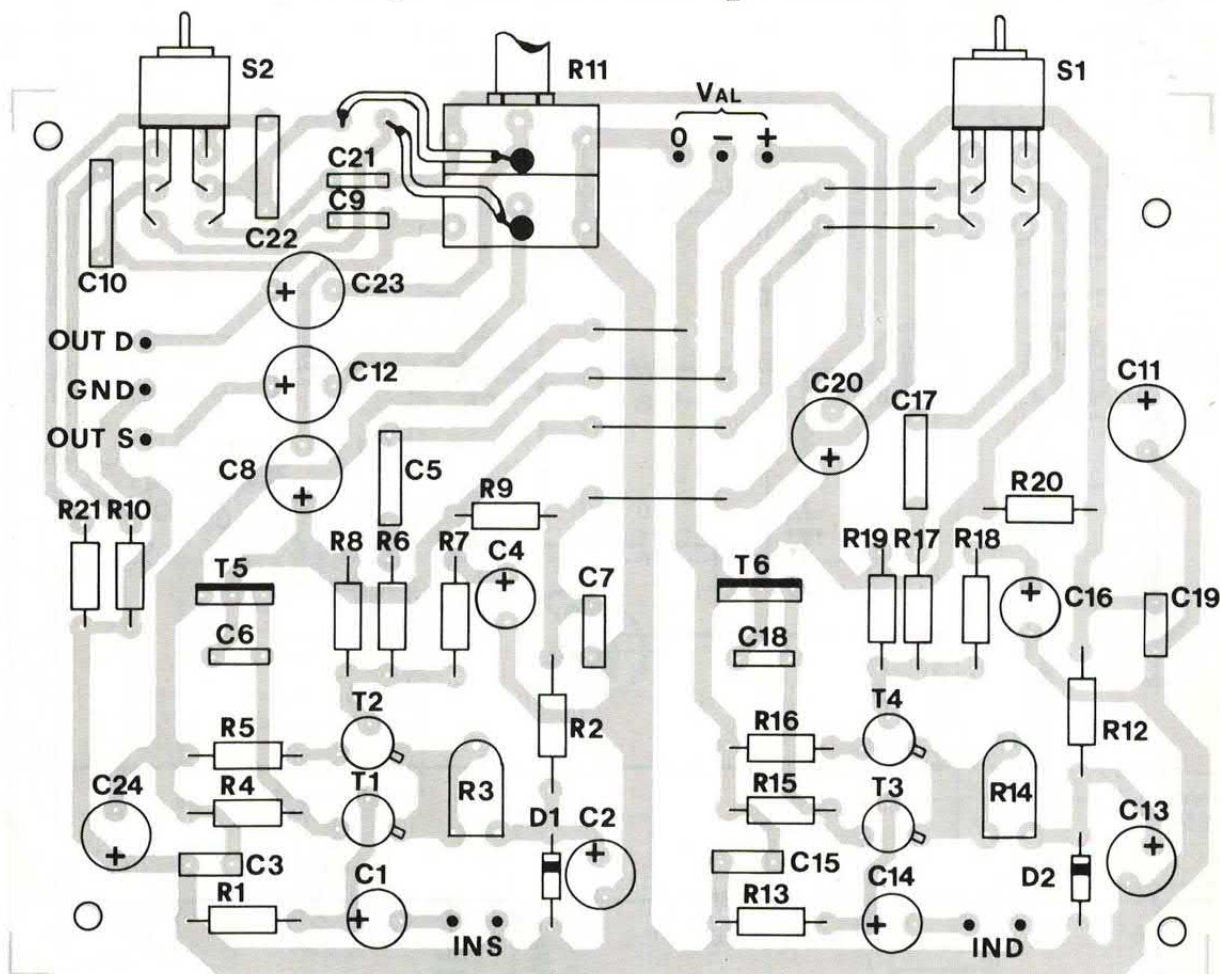 S2
R11
VAL
S1
0 − +
C21
C9
C22
C10
C23
OUT D
C12
GND
C20
C11
C17
OUT S
C8
C5
R9
R20
R21 R10
R8 R6 R7
C4
R19 R17 R18
T5
C7
T6
C16
C19
C6
C18
T2
T4
R5
R2
R16
R12
C24
R4
T1
R3
R15
T3
R14
D1
C2
C13
C3
C1
C15
C14
D2
R1
R13
INS
IND
+
+
+
+
+
+
+
+
+
+
+
+
+